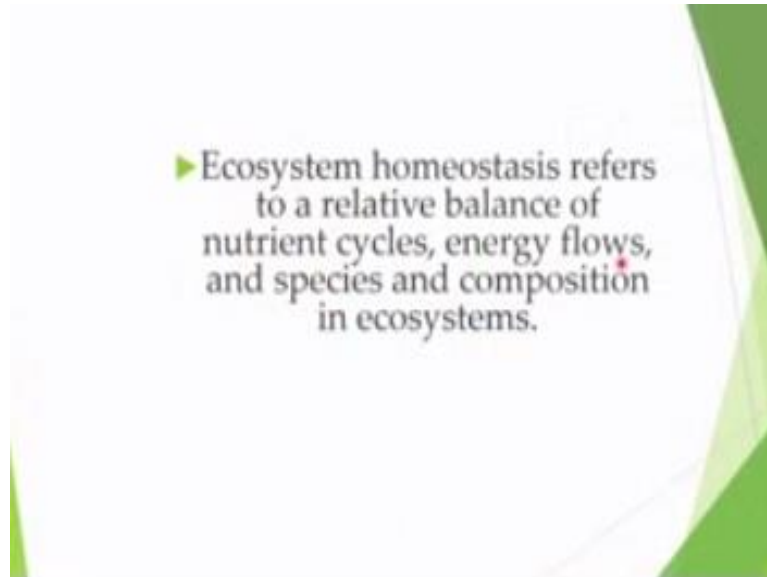 Ecosystem homeostasis refers
to a relative balance of
nutrient cycles, energy flows,
and species and composition
in ecosystems.